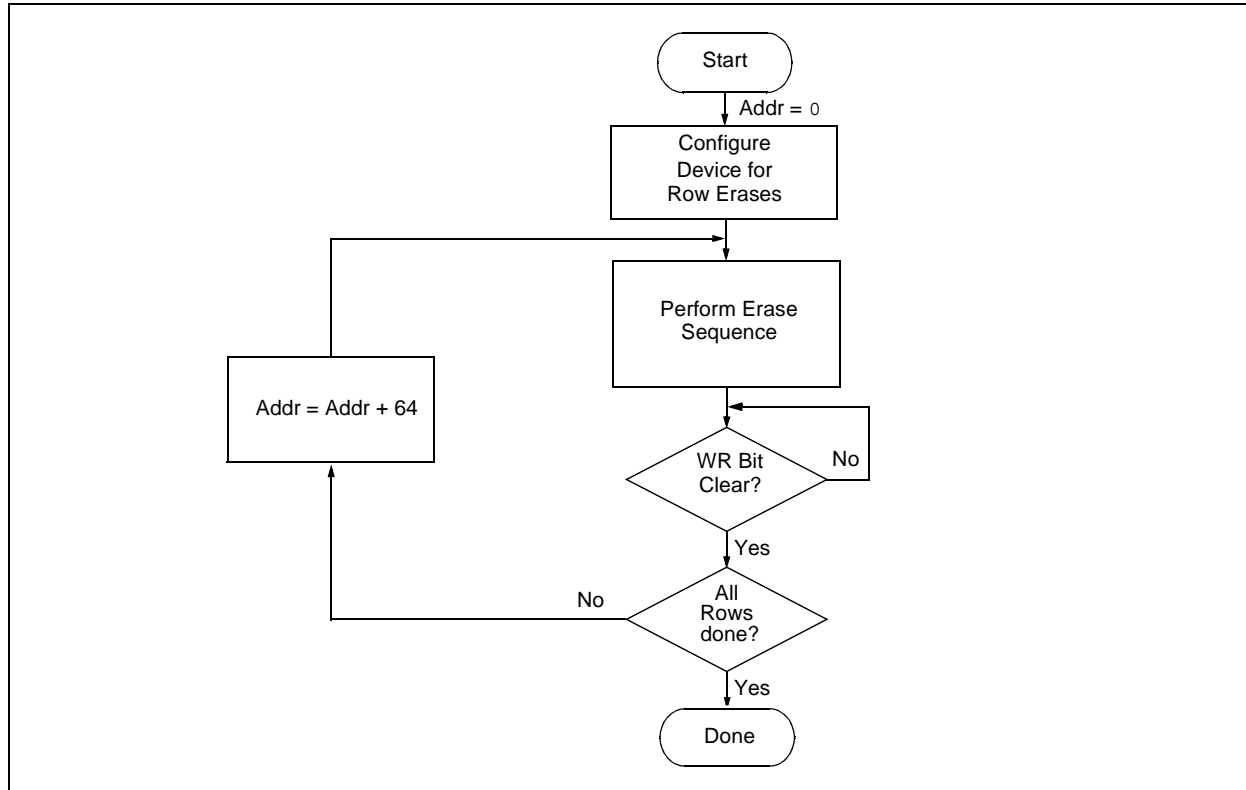 Start
Addr = 0
Configure
Device for
Row Erases
Perform Erase
Sequence
Addr = Addr + 64
WR Bit
Clear?
No
Yes
All
Rows
done?
No
Yes
Done